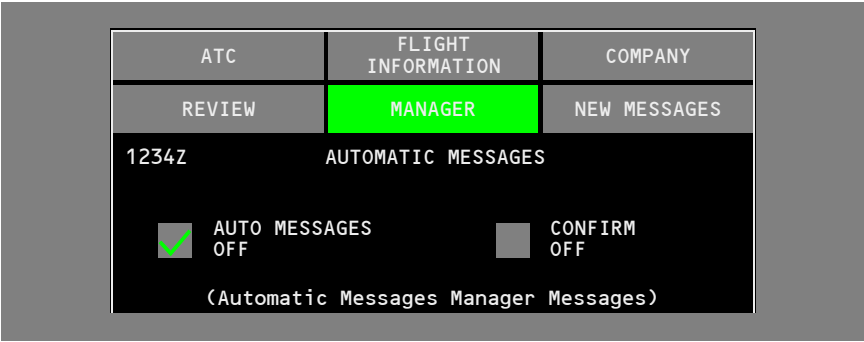 ATC
FLIGHT
INFORMATION
COMPANY
REVIEW
MANAGER
NEW MESSAGES
1234Z AUTOMATIC MESSAGES
AUTO MESSAGES
OFF
CONFIRM
OFF
(Automatic Messages Manager Messages)